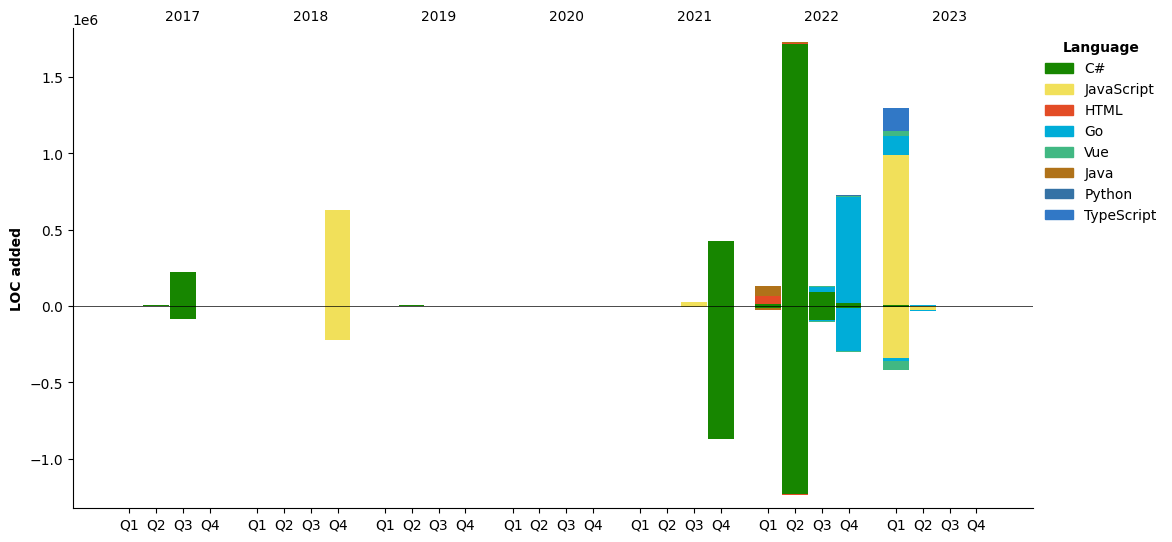 1e6
2017 2018 2019 2020 2021 2022 2023
Language
C#
JavaScript
HTML
Go
Vue
Java
Python
TypeScript
LOC added
1.5
1.0
0.5
0.0
−0.5
−1.0
Q1 Q2 Q3 Q4 Q1 Q2 Q3 Q4 Q1 Q2 Q3 Q4 Q1 Q2 Q3 Q4 Q1 Q2 Q3 Q4 Q1 Q2 Q3 Q4 Q1 Q2 Q3 Q4